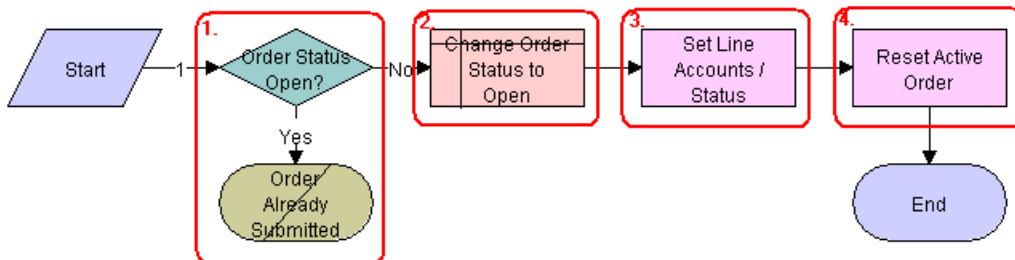 1.
2.
3.
4.
Start
1
Order Status
Open?
No
Change Order
Status to
Open
Set Line
Accounts /
Status
Reset Active
Order
Yes
Order
Already
Submitted
End